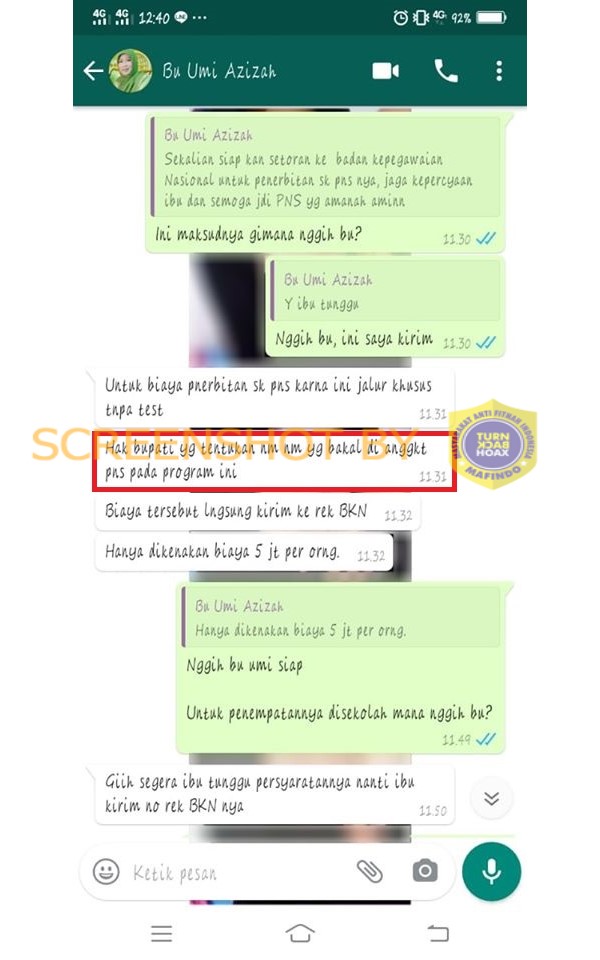 4G 4G 12:40 LINE 4G 92%
Bu Umi Azizah
Bu Umi Azizah
Sekalian siap kan setoran ke badan kepegawaian
Nasional untuk penerbitan sk pns nya, jaga kepercyaan
ibu dan semoga jdi PNS yg amanah aminn
Ini maksudnya gimana nggih bu?
11.30
Bu Umi Azizah
Y ibu tunggu
Nggih bu, ini saya kirim
11.30
Untuk biaya pnerbitan sk pns karna ini jalur khusus
tnpa test
11.31
SCREENSHOT BY
MASYARAKAT ANTI FITNAH INDONESIA
TURN
BACK
HOAX
MAFINDO
Hak bupati yg tentukan nm nm yg bakal di anggkt
pns pada program ini
11.31
Biaya tersebut lngsung kirim ke rek BKN
11.32
Hanya dikenakan biaya 5 jt per orng.
11.32
Bu Umi Azizah
Hanya dikenakan biaya 5 jt per orng.
Nggih bu umi siap
Untuk penempatannya disekolah mana nggih bu?
11.49
Giih segera ibu tunggu persyaratannya nanti ibu
kirim no rek BKN nya
11.50
Ketik pesan